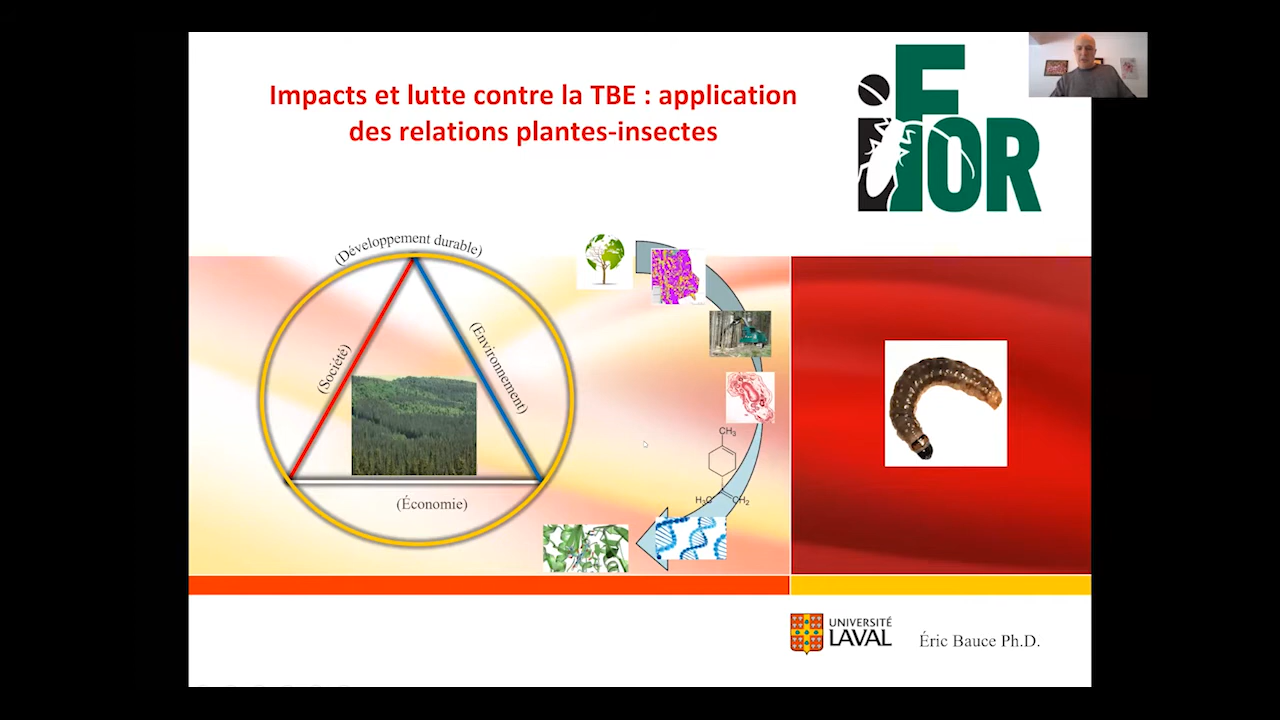 Impacts et lutte contre la TBE : application
des relations plantes-insectes
iFOR
(Développement durable)
(Société)
(Environnement)
(Économie)
CH3
H3C
CH2
UNIVERSITÉ
LAVAL
Éric Bauce Ph.D.